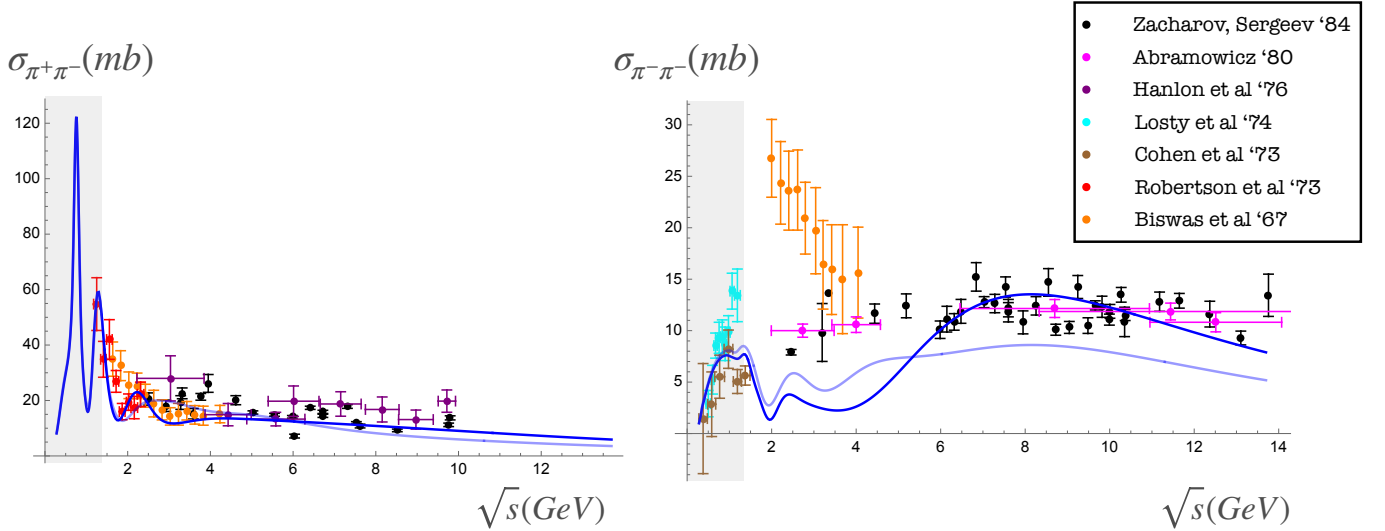 σπ+π−(mb)
120
100
80
60
40
20
2
4
6
8
10
12
√s(GeV)
σπ−π−(mb)
30
25
20
15
10
5
2
4
6
8
10
12
14
√s(GeV)
Zacharov, Sergeev ‘84
Abramowicz ‘80
Hanlon et al ‘76
Losty et al ‘74
Cohen et al ‘73
Robertson et al ‘73
Biswas et al ‘67